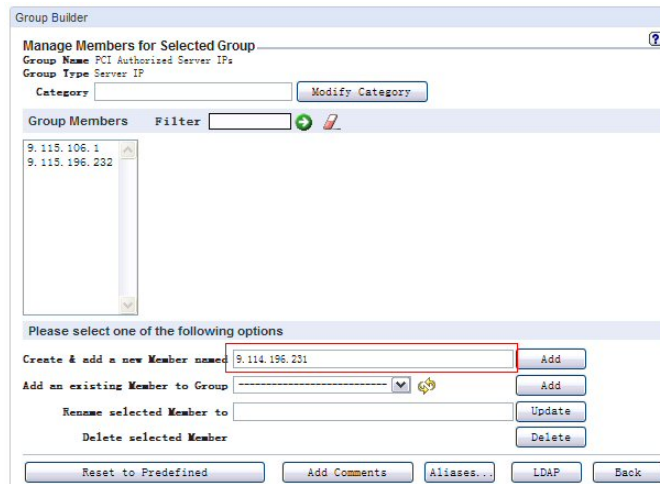 Group Builder
Manage Members for Selected Group
?
Group Name PCI Authorized Server IPs
Group Type Server IP
Category Modify Category
Group Members Filter
9.115.106.1
9.115.196.232
Please select one of the following options
Create & add a new Member named 9.114.196.231 Add
Add an existing Member to Group --------------------------- Add
Rename selected Member to Update
Delete selected Member Delete
Reset to Predefined Add Comments Aliases... LDAP Back